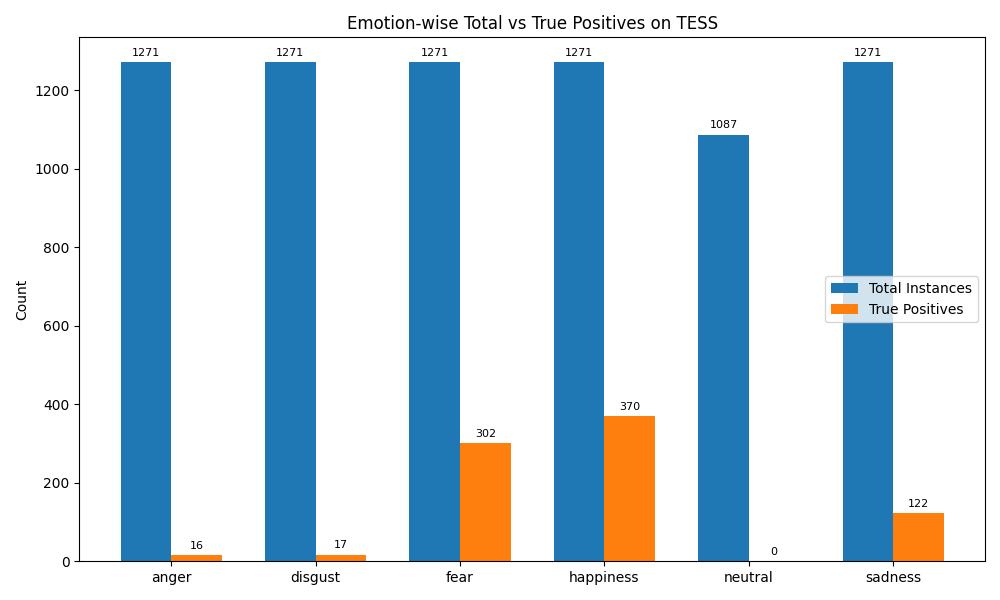 Emotion-wise Total vs True Positives on TESS
1271 1271 1271 1271 1087 1271
16 17 302 370 0 122
Count
0
200
400
600
800
1000
1200
Total Instances
True Positives
anger disgust fear happiness neutral sadness